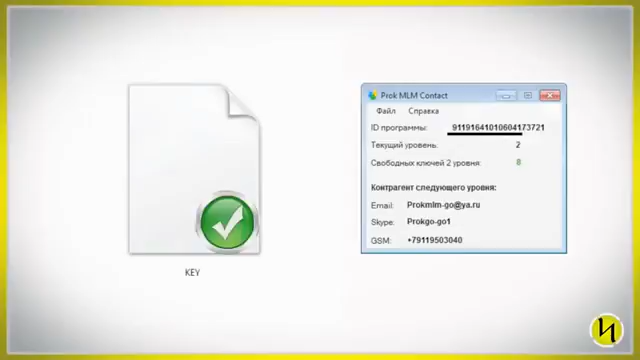 KEY
Prok MLM Contact
Файл Справка
ID программы: 91191641010604173721
Текущий уровень: 2
Свободных ключей 2 уровня: 8
Контрагент следующего уровня:
Email: Prokmlm-go@ya.ru
Skype: Prokgo-go1
GSM: +79119503040